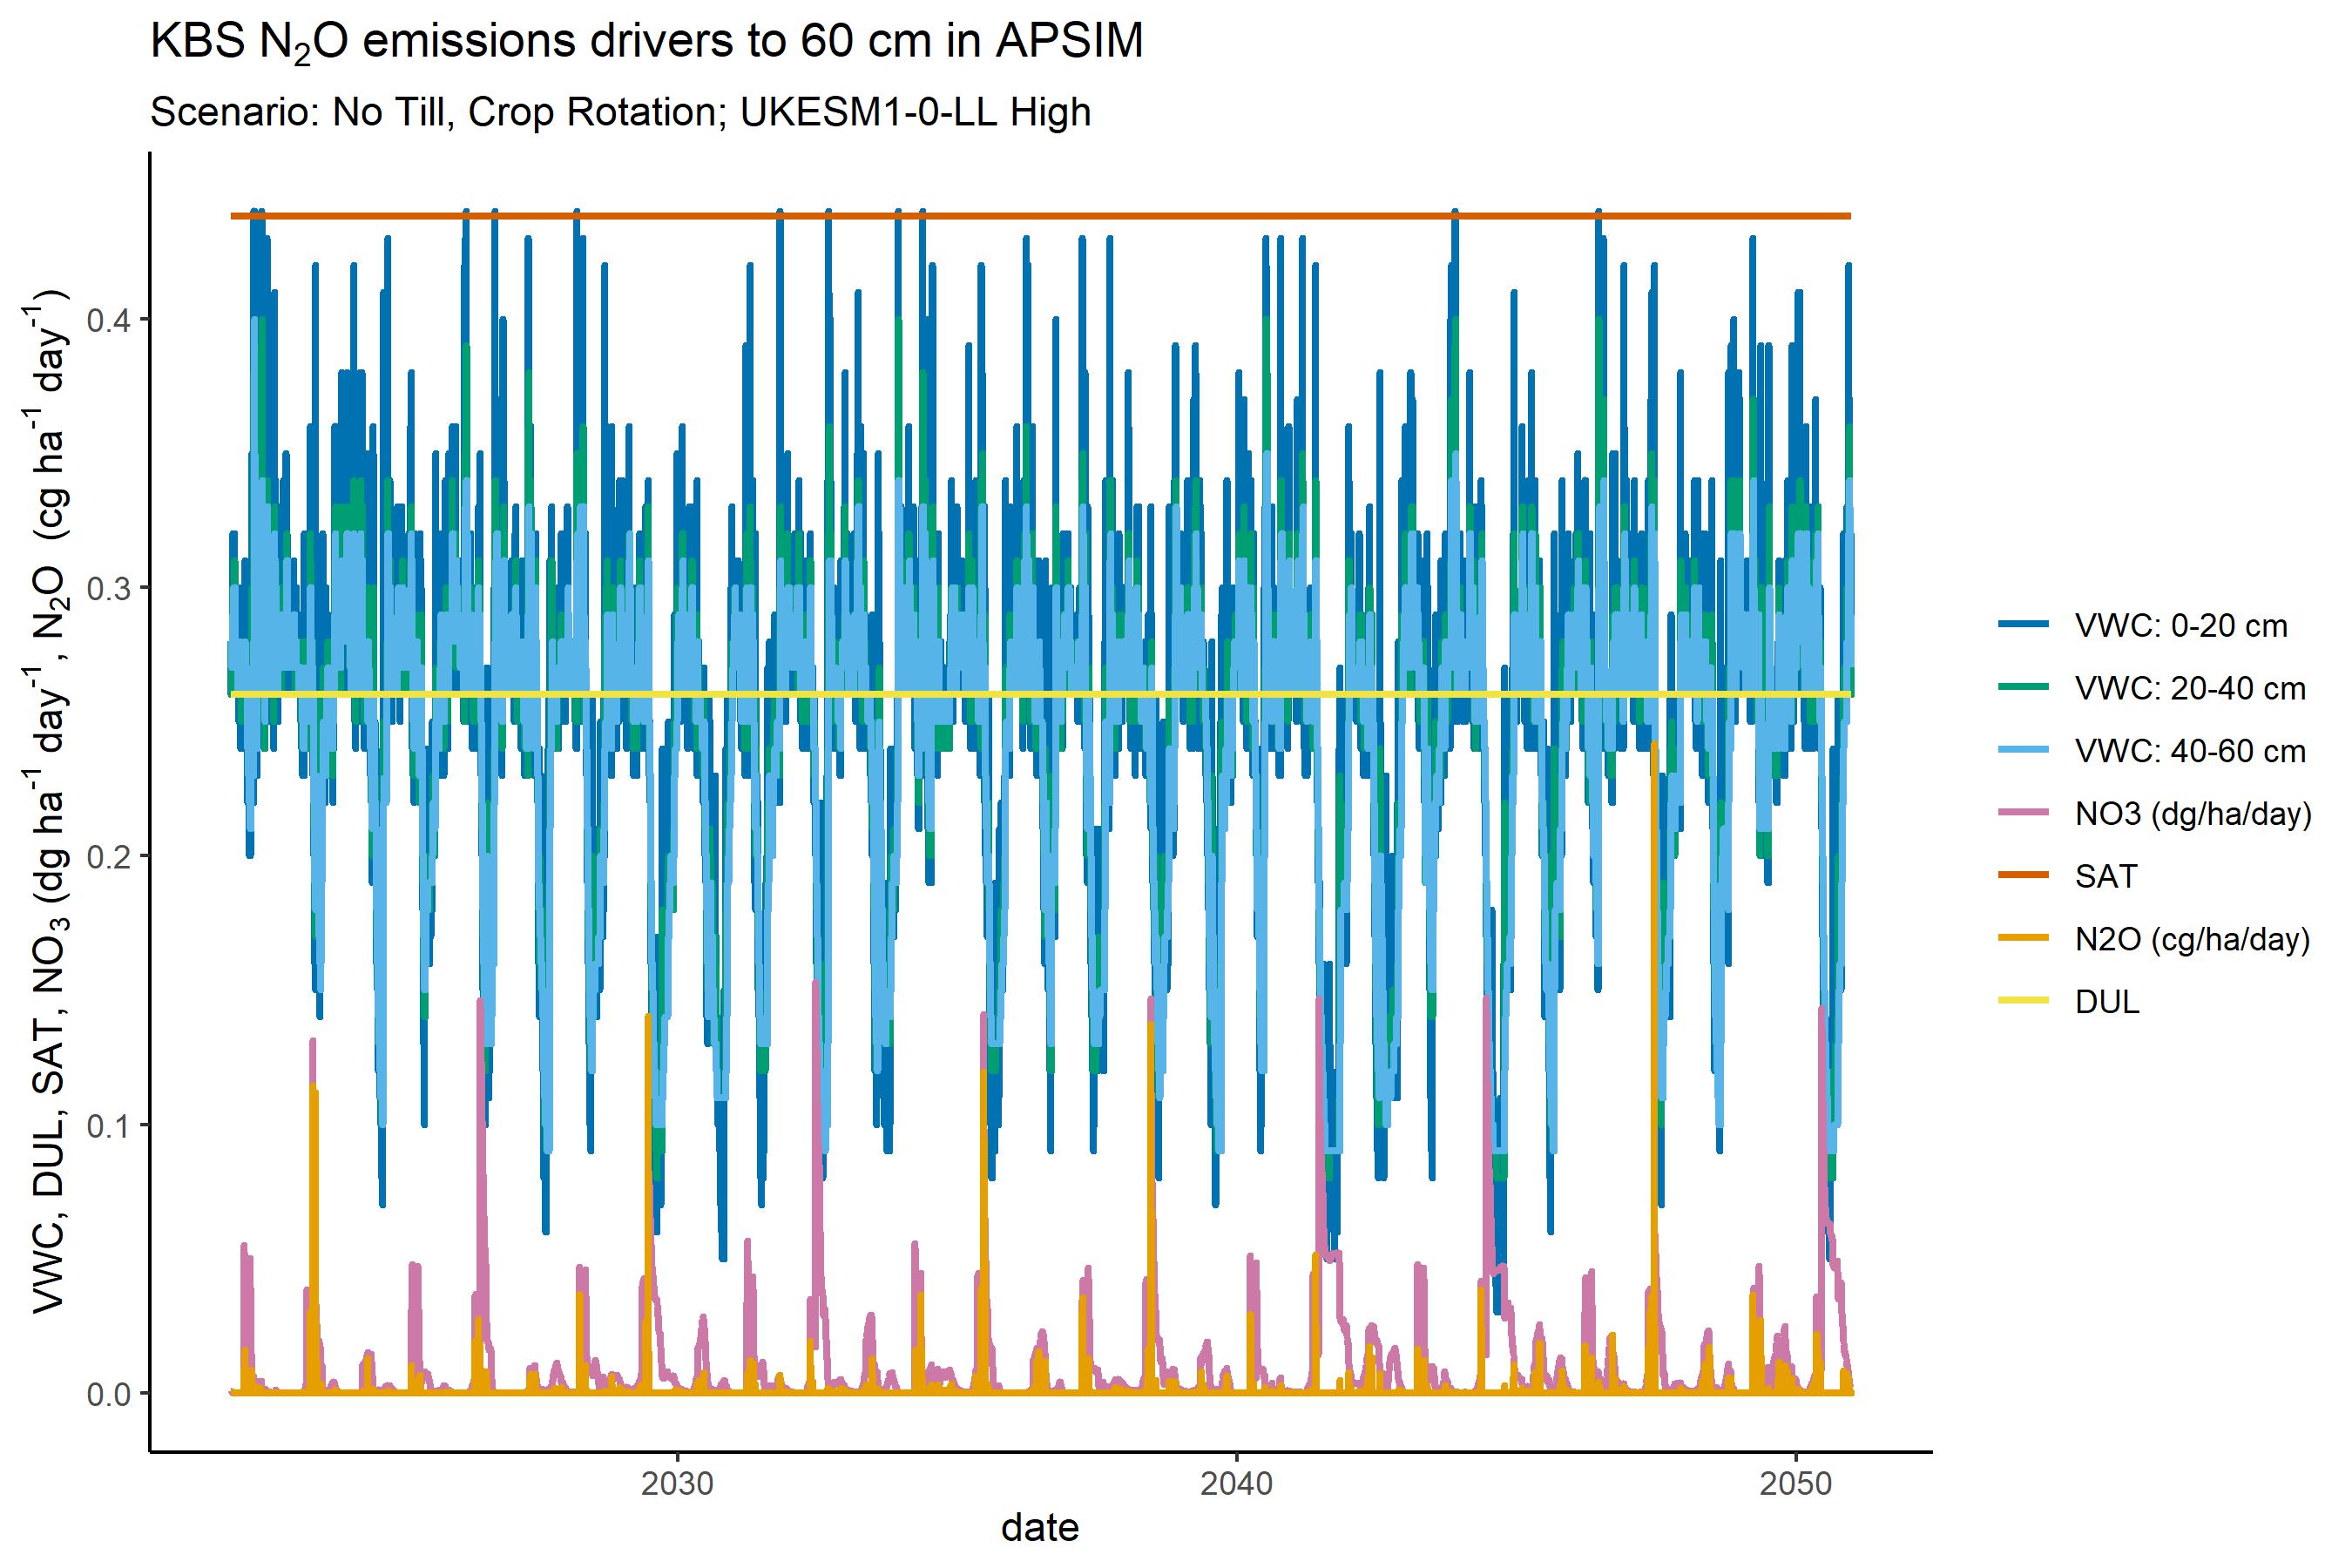 KBS N₂O emissions drivers to 60 cm in APSIM
Scenario: No Till, Crop Rotation; UKESM1-0-LL High
VWC, DUL, SAT, NO₃ (dg ha⁻¹ day⁻¹, N₂O (cg ha⁻¹ day⁻¹)
0.4
0.3
0.2
0.1
0.0
2030
2040
2050
date
VWC: 0-20 cm
VWC: 20-40 cm
VWC: 40-60 cm
NO3 (dg/ha/day)
SAT
N2O (cg/ha/day)
DUL